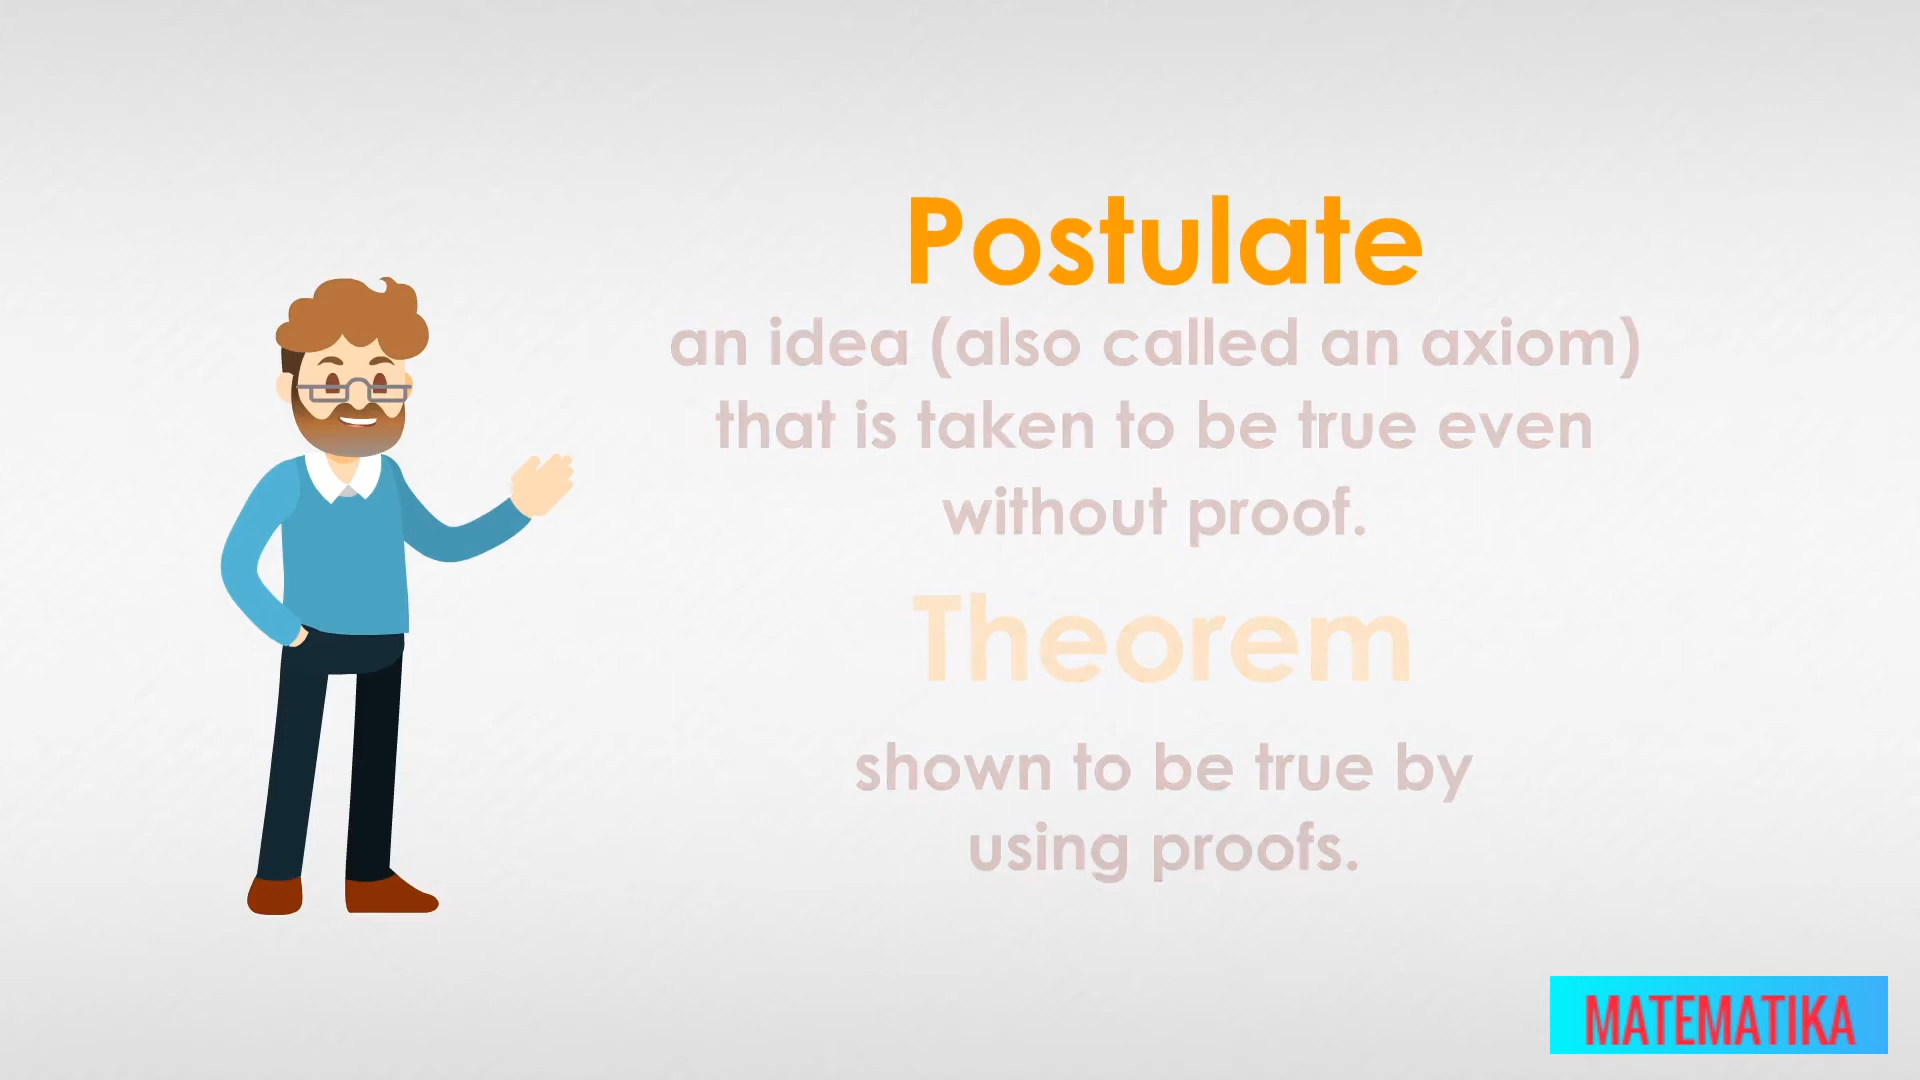 Postulate
an idea (also called an axiom)
that is taken to be true even
without proof.
Theorem
shown to be true by
using proofs.
MATEMATIKA